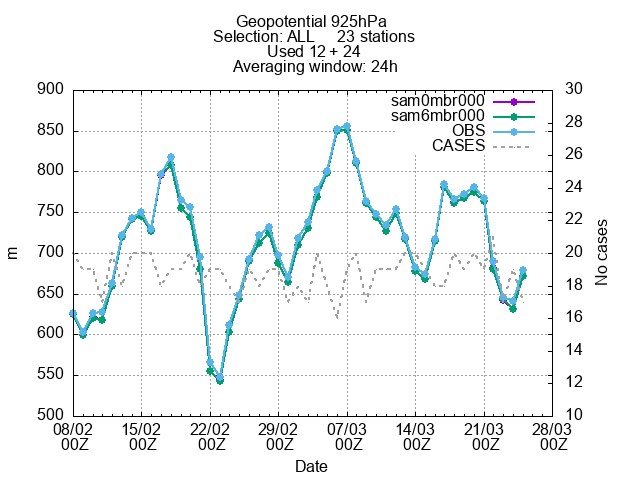 Geopotential 925hPa
Selection: ALL 23 stations
Used 12 + 24
Averaging window: 24h
900 30
sam0mbr000
sam6mbr000
OBS
CASES
850 28
800 26
750 24
700 22
650 20
600 18
550 16
500 14
12
10
m
No cases
08/02 15/02 22/02 29/02 07/03 14/03 21/03 28/03
00Z 00Z 00Z 00Z 00Z 00Z 00Z 00Z
Date